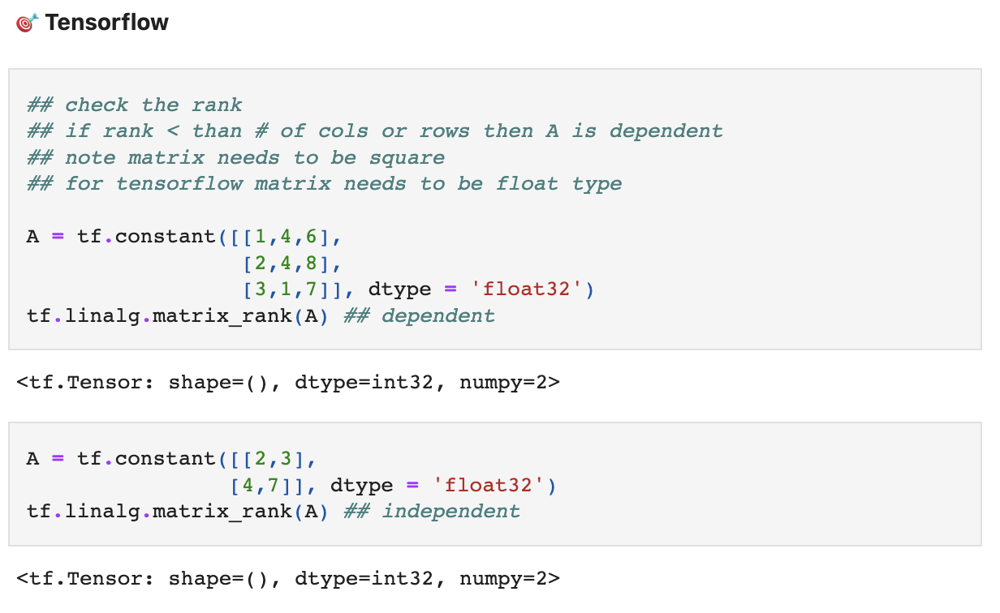 🎯 Tensorflow
## check the rank
## if rank < than # of cols or rows then A is dependent
## note matrix needs to be square
## for tensorflow matrix needs to be float type
A = tf.constant([[1,4,6],
[2,4,8],
[3,1,7]], dtype = 'float32')
tf.linalg.matrix_rank(A) ## dependent
<tf.Tensor: shape=(), dtype=int32, numpy=2>
A = tf.constant([[2,3],
[4,7]], dtype = 'float32')
tf.linalg.matrix_rank(A) ## independent
<tf.Tensor: shape=(), dtype=int32, numpy=2>